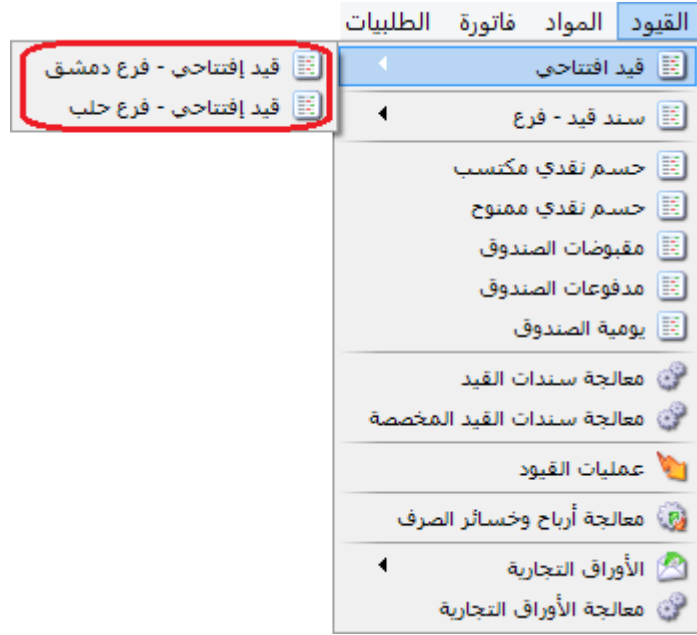 القيود المواد فاتورة الطلبيات
قيد افتتاحي
قيد إفتتاحي - فرع دمشق
قيد إفتتاحي - فرع حلب
سند قيد - فرع
حسم نقدي مكتسب
حسم نقدي ممنوح
مقبوضات الصندوق
مدفوعات الصندوق
يومية الصندوق
معالجة سندات القيد
معالجة سندات القيد المخصصة
عمليات القيود
معالجة أرباح وخسائر الصرف
الأوراق التجارية
معالجة الأوراق التجارية